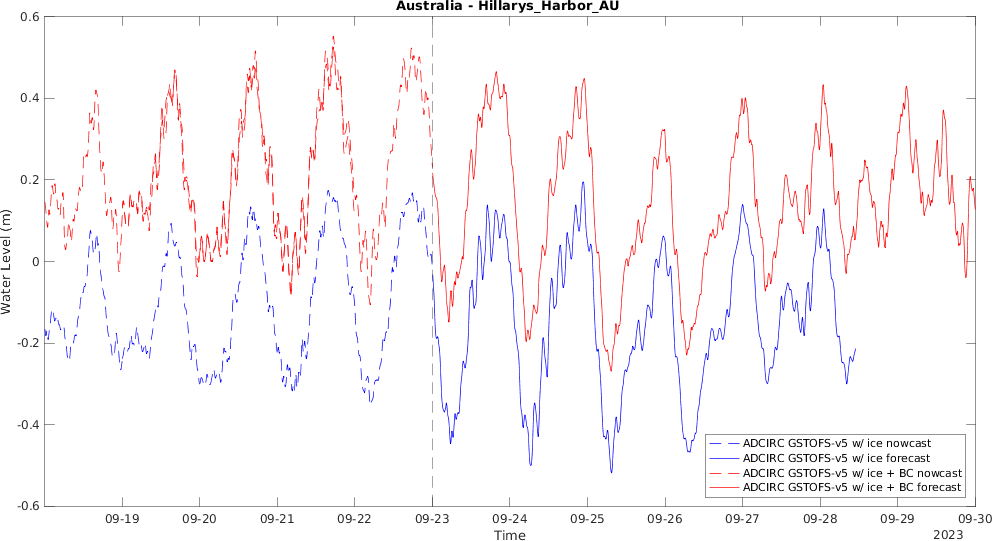 Australia - Hillarys_Harbor_AU
Water Level (m)
0.6
0.4
0.2
0
-0.2
-0.4
-0.6
ADCIRC GSTOFS-v5 w/ ice nowcast
ADCIRC GSTOFS-v5 w/ ice forecast
ADCIRC GSTOFS-v5 w/ ice + BC nowcast
ADCIRC GSTOFS-v5 w/ ice + BC forecast
09-19 09-20 09-21 09-22 09-23 09-24 09-25 09-26 09-27 09-28 09-29 09-30
Time
2023